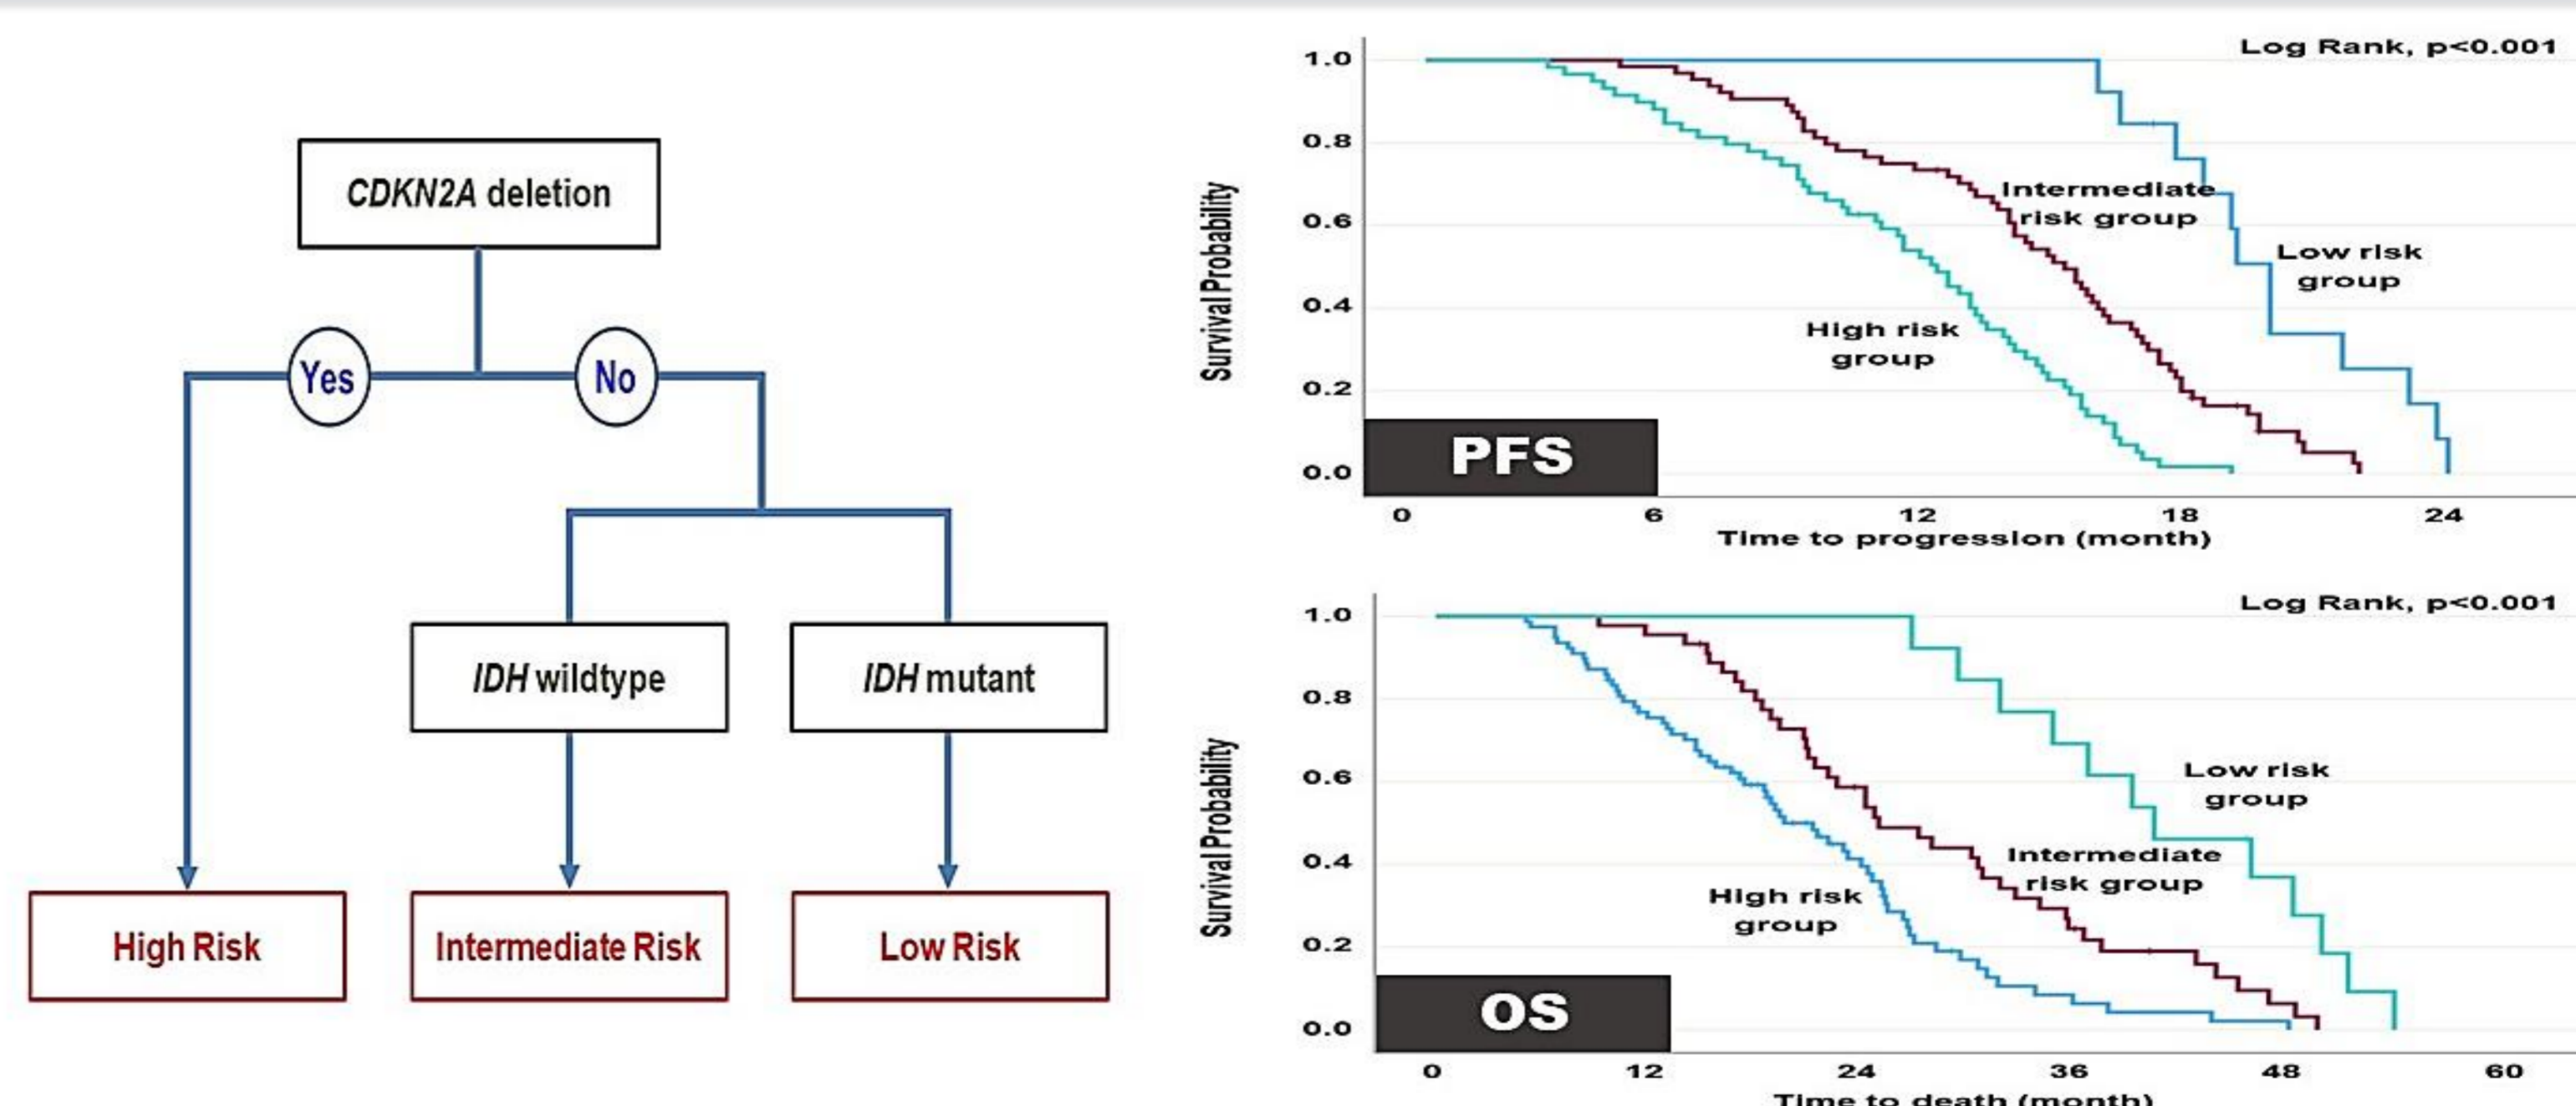 CDKN2A deletion
Yes
No
IDH wildtype
IDH mutant
High Risk
Intermediate Risk
Low Risk
Log Rank, p<0.001
1.0
0.8
0.6
0.4
0.2
0.0
Survival Probability
Intermediate
risk group
Low risk
group
High risk
group
PFS
0 6 12 18 24
Time to progression (month)
Log Rank, p<0.001
1.0
0.8
0.6
0.4
0.2
0.0
Survival Probability
Low risk
group
Intermediate
risk group
High risk
group
OS
0 12 24 36 48 60
Time to death (month)